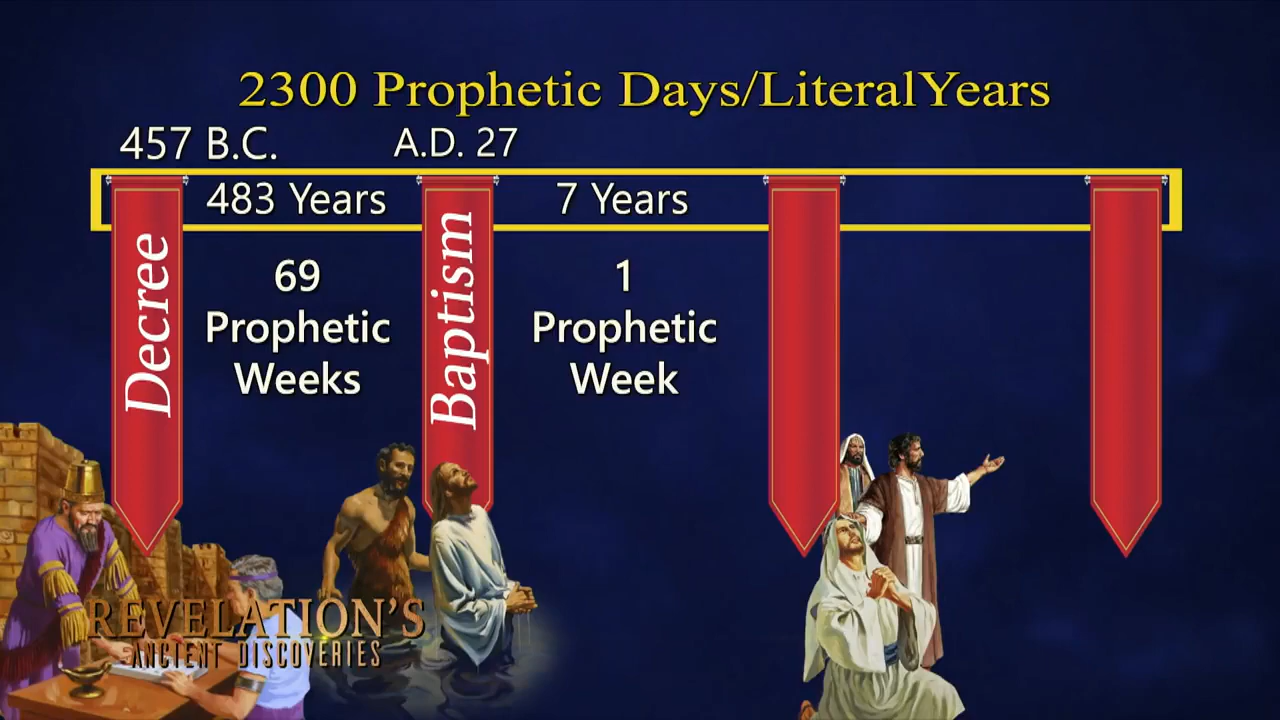 2300 Prophetic Days/LiteralYears
457 B.C.
A.D. 27
483 Years
7 Years
Decree
69
Prophetic
Weeks
Baptism
1
Prophetic
Week
REVELATION'S
ANCIENT DISCOVERIES